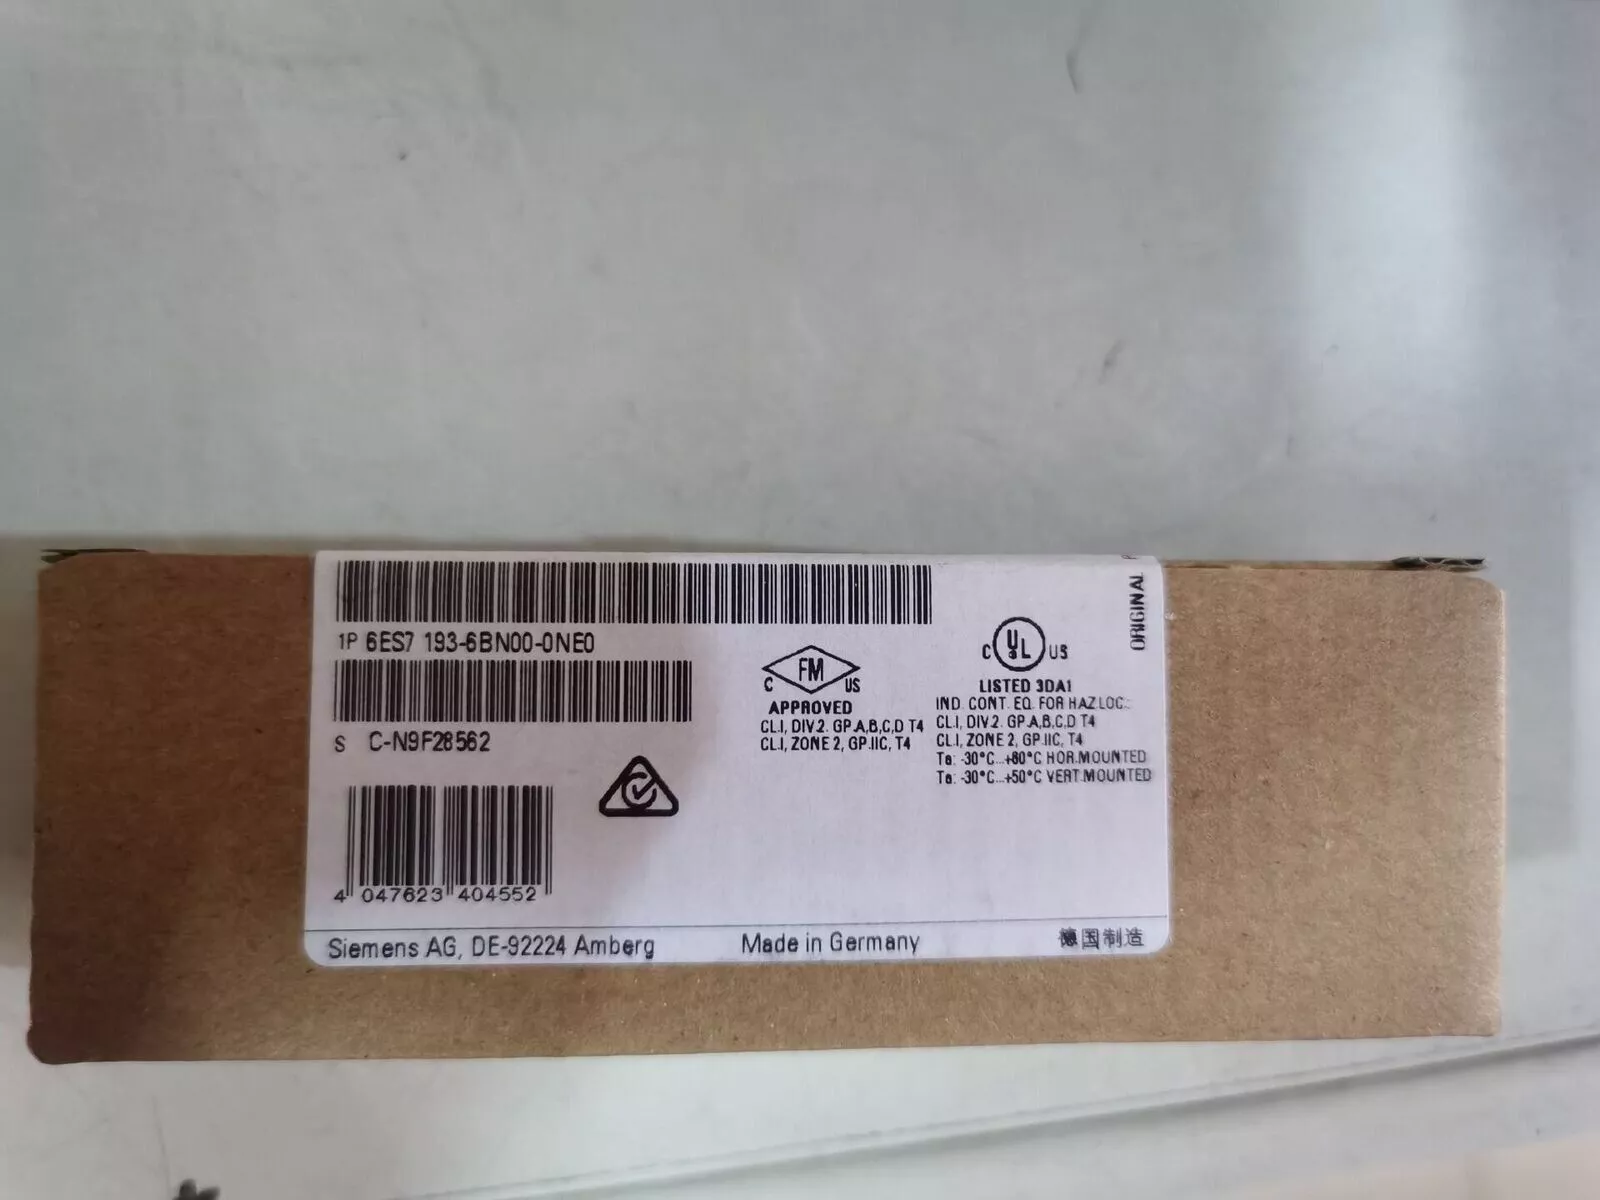 1P 6ES7 193-6BN00-0NE0
S C-N9F28562
4 047623 404552
FM
C US
APPROVED
CL.I, DIV.2. GP.A,B,C,D T4
CL.I, ZONE 2, GP.IIC, T4
C UL US
LISTED 3DA1
IND. CONT. EQ. FOR HAZ.LOC.:
CL.I, DIV.2. GP.A,B,C,D T4
CL.I, ZONE 2, GP.IIC, T4
Ta: -30°C...+60°C HOR.MOUNTED
Ta: -30°C...+50°C VERT.MOUNTED
ORIGINAL
Siemens AG, DE-92224 Amberg
Made in Germany
德国制造